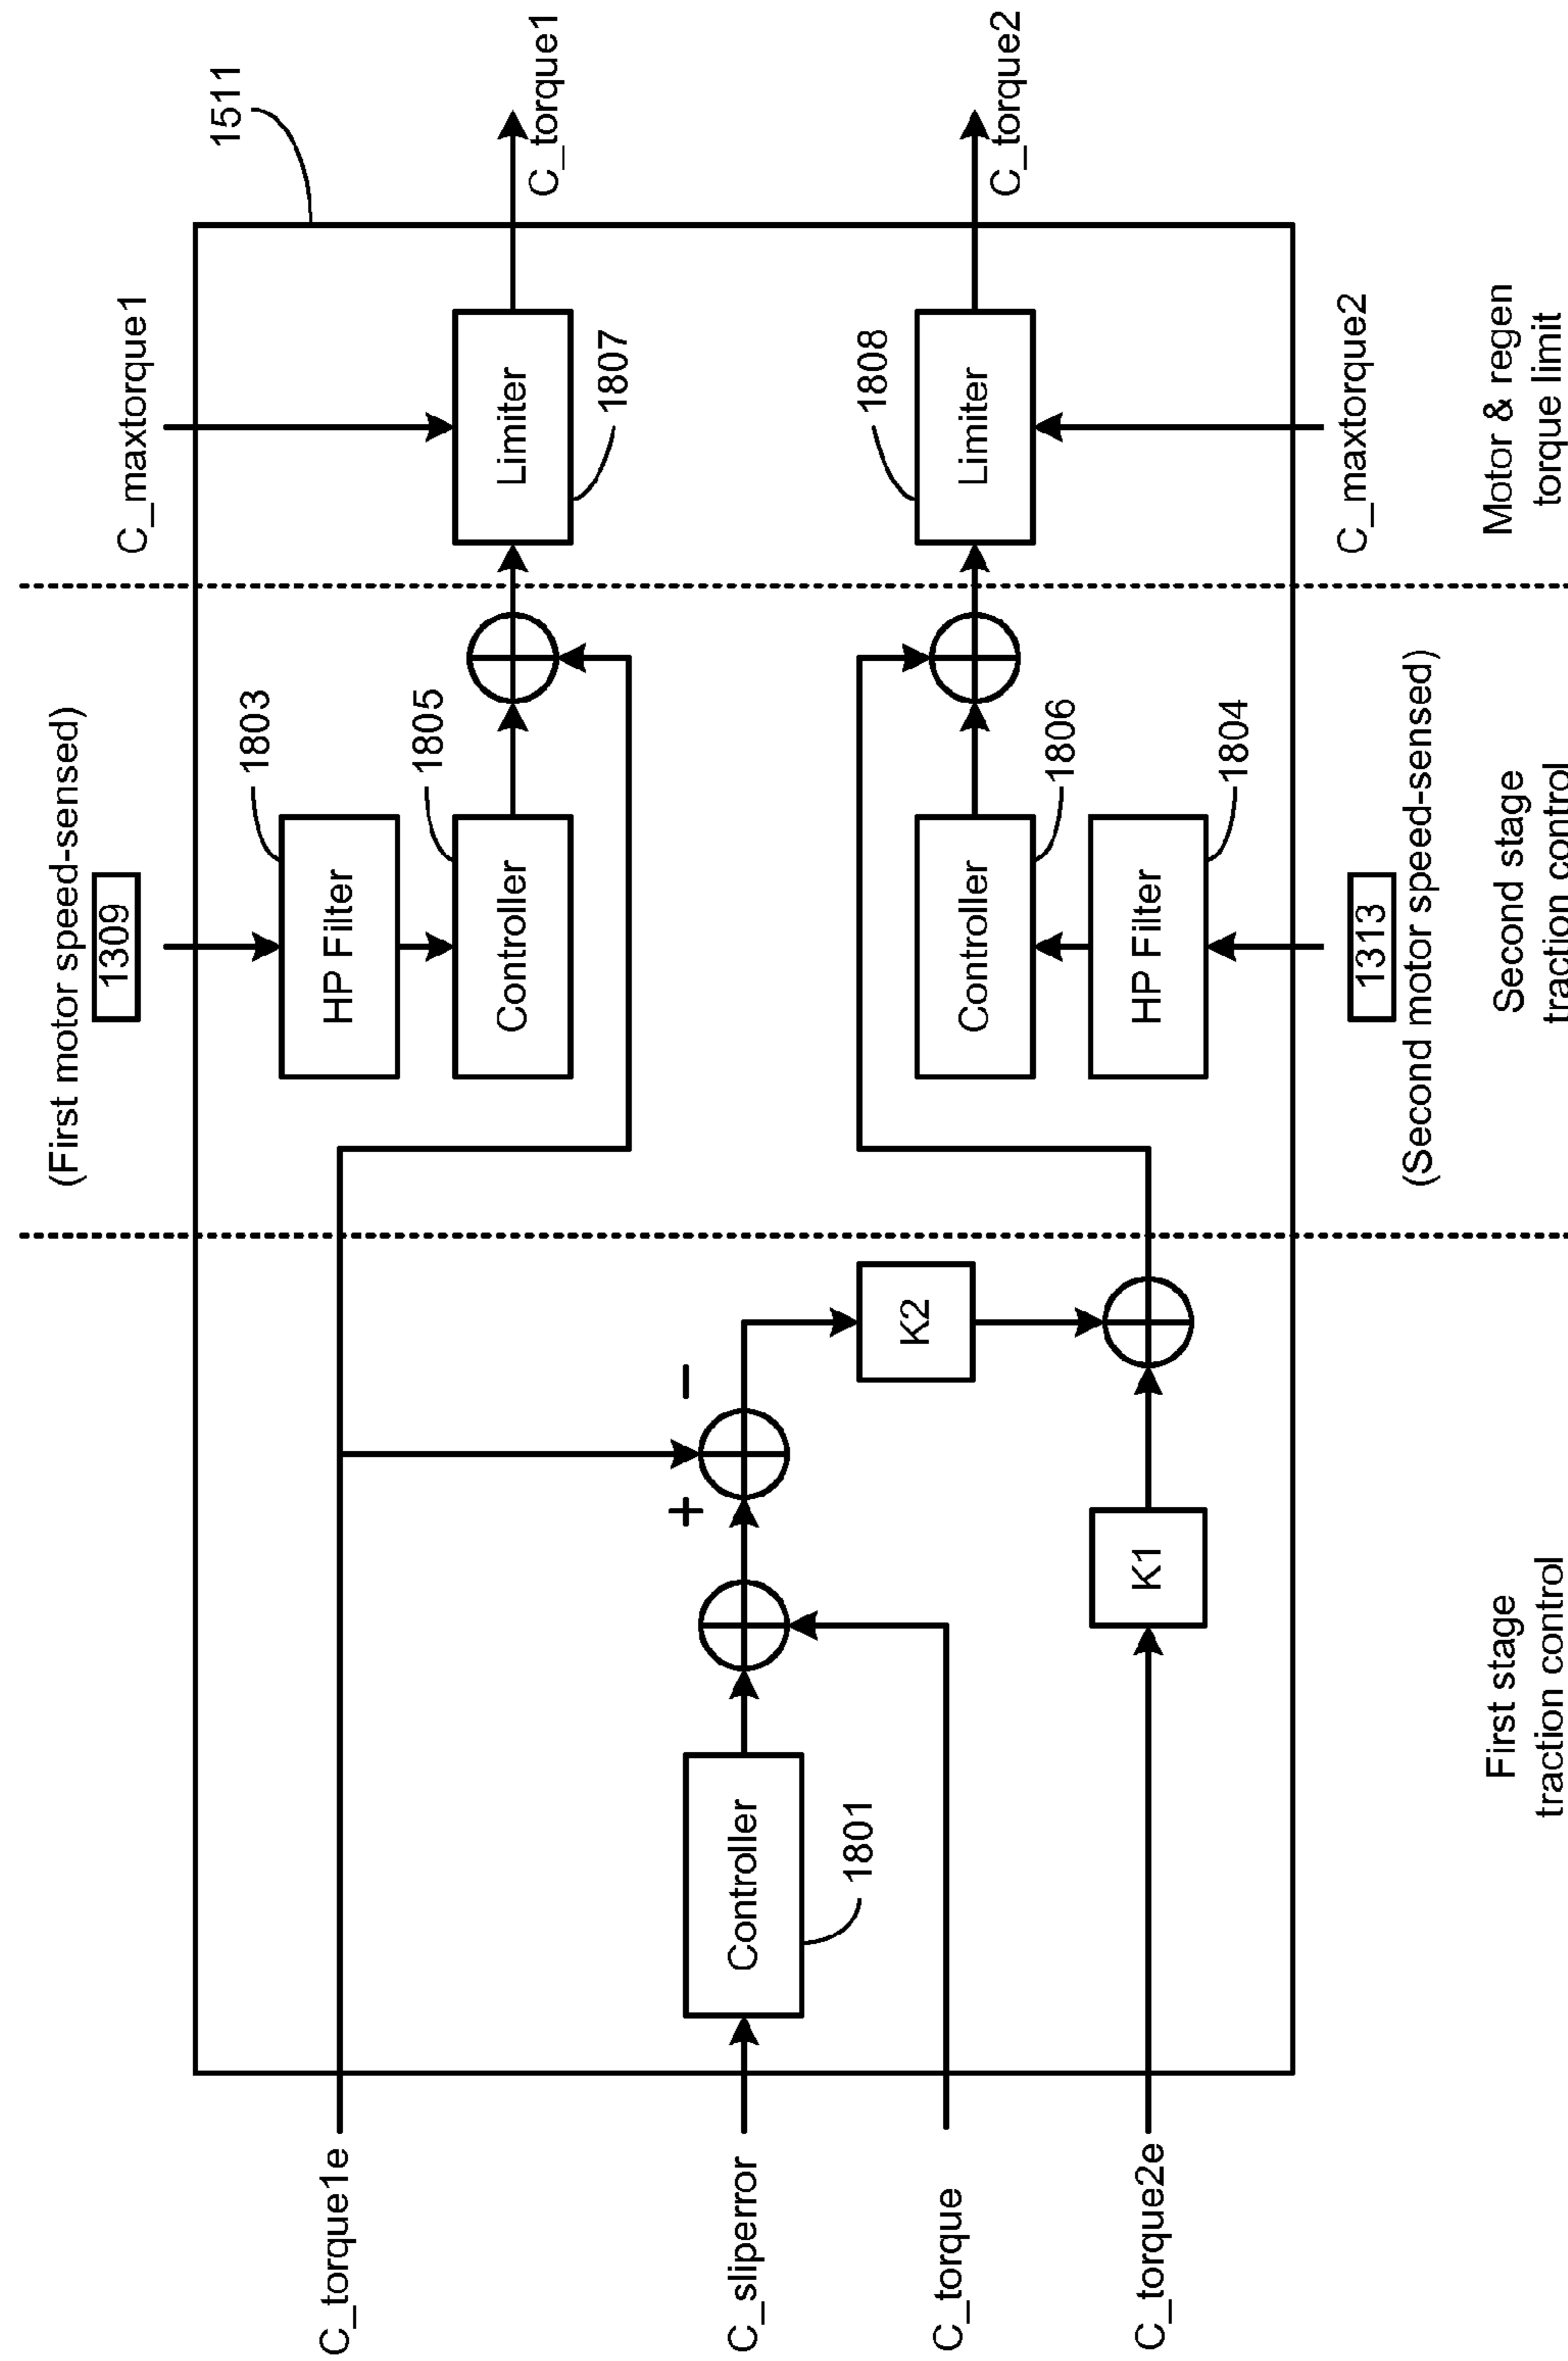 C_torque1e
C_sliperror
C_torque
C_torque2e
Controller
1801
K1
K2
+
−
First stage
traction control
(First motor speed-sensed)
1309
HP Filter
1803
Controller
1805
Controller
1806
HP Filter
1804
1313
(Second motor speed-sensed)
Second stage
traction control
C_maxtorque1
Limiter
1807
Limiter
1808
C_maxtorque2
Motor & regen
torque limit
1511
C_torque1
C_torque2